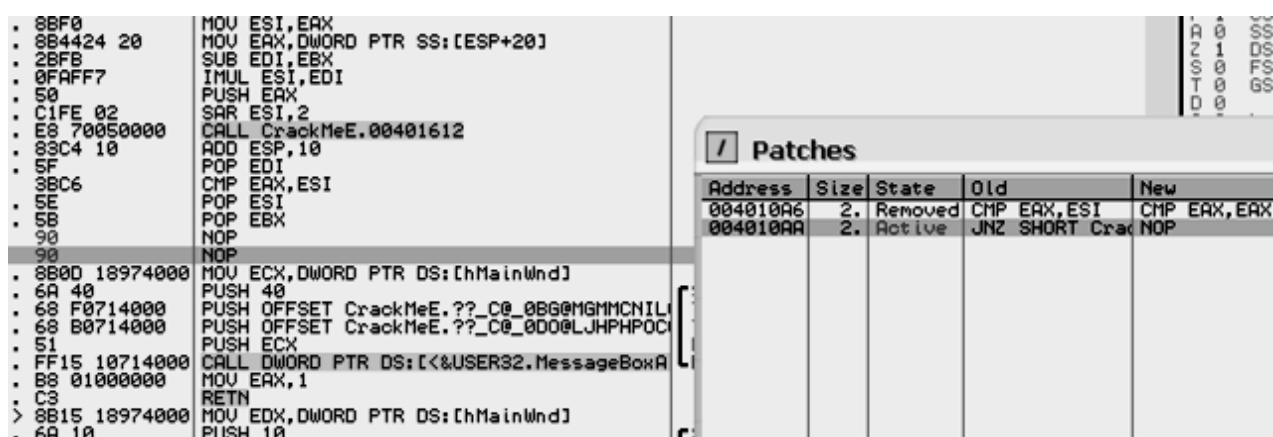 . 8BF0 MOV ESI,EAX
. 8B4424 20 MOV EAX,DWORD PTR SS:[ESP+20]
. 2BFB SUB EDI,EBX
. 0FAFF7 IMUL ESI,EDI
. 50 PUSH EAX
. C1FE 02 SAR ESI,2
. E8 70050000 CALL CrackMeE.00401612
. 83C4 10 ADD ESP,10
. 5F POP EDI
3BC6 CMP EAX,ESI
. 5E POP ESI
. 5B POP EBX
90 NOP
90 NOP
. 8B0D 18974000 MOV ECX,DWORD PTR DS:[hMainWnd]
. 6A 40 PUSH 40
. 68 F0714000 PUSH OFFSET CrackMeE.??_C@_0BG@MGMMCNIL
. 68 B0714000 PUSH OFFSET CrackMeE.??_C@_0DO@LJHPHPOC
. 51 PUSH ECX
. FF15 10714000 CALL DWORD PTR DS:[<&USER32.MessageBoxA
. B8 01000000 MOV EAX,1
. C3 RETN
> 8B15 18974000 MOV EDX,DWORD PTR DS:[hMainWnd]
. 6A 10 PUSH 10
A 0 SS
Z 1 DS
S 0 FS
T 0 GS
D 0
/ Patches
Address Size State Old New
004010A6 2. Removed CMP EAX,ESI CMP EAX,EAX
004010AA 2. Active JNZ SHORT Crac NOP